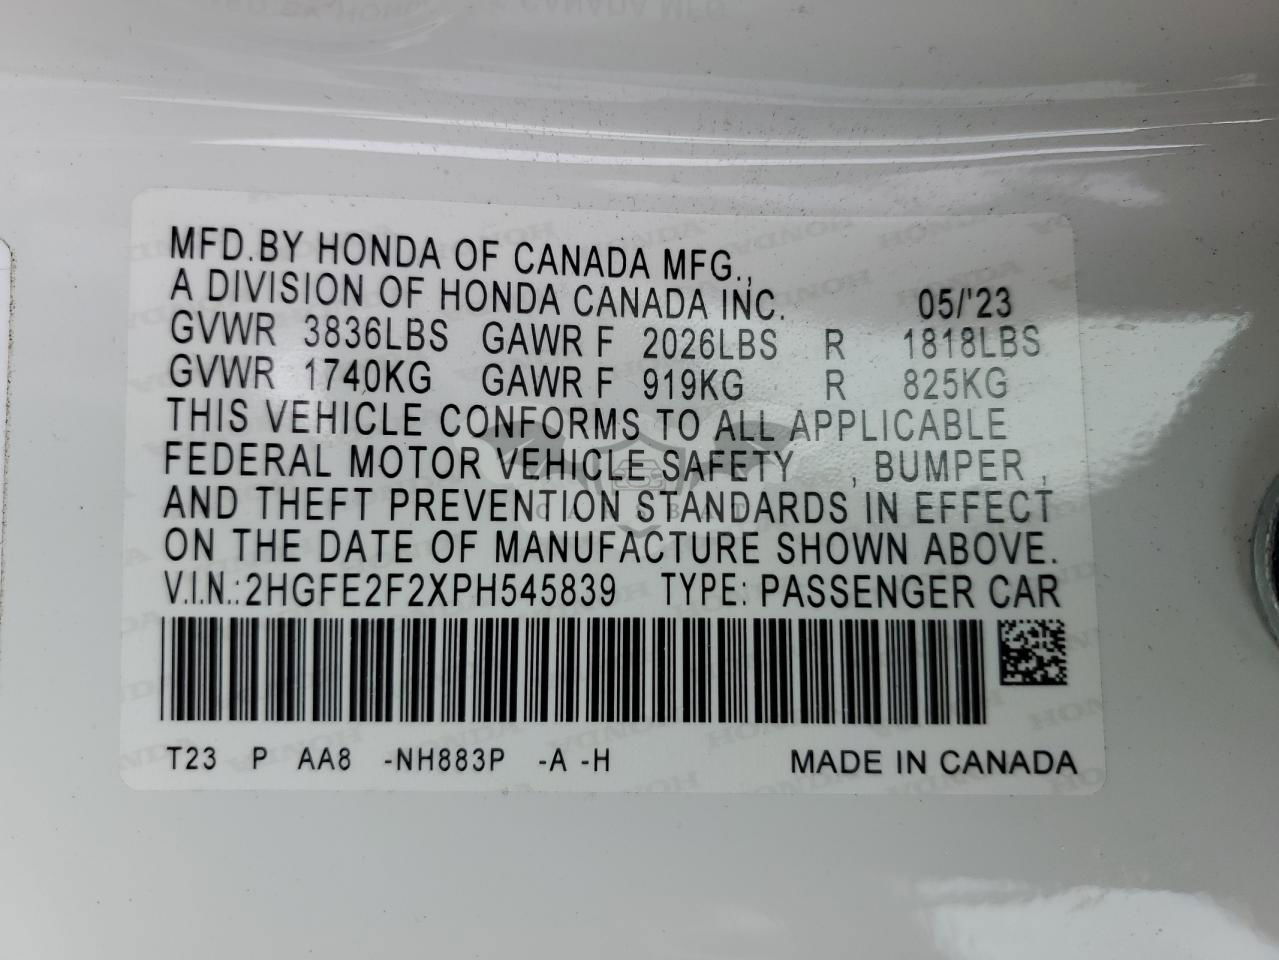 MFD.BY HONDA OF CANADA MFG.,
A DIVISION OF HONDA CANADA INC. 05/'23
GVWR 3836LBS GAWR F 2026LBS R 1818LBS
GVWR 1740KG GAWR F 919KG R 825KG
THIS VEHICLE CONFORMS TO ALL APPLICABLE
FEDERAL MOTOR VEHICLE SAFETY , BUMPER ,
AND THEFT PREVENTION STANDARDS IN EFFECT
ON THE DATE OF MANUFACTURE SHOWN ABOVE.
V.I.N.:2HGFE2F2XPH545839 TYPE: PASSENGER CAR
T23 P AA8 -NH883P -A -H MADE IN CANADA